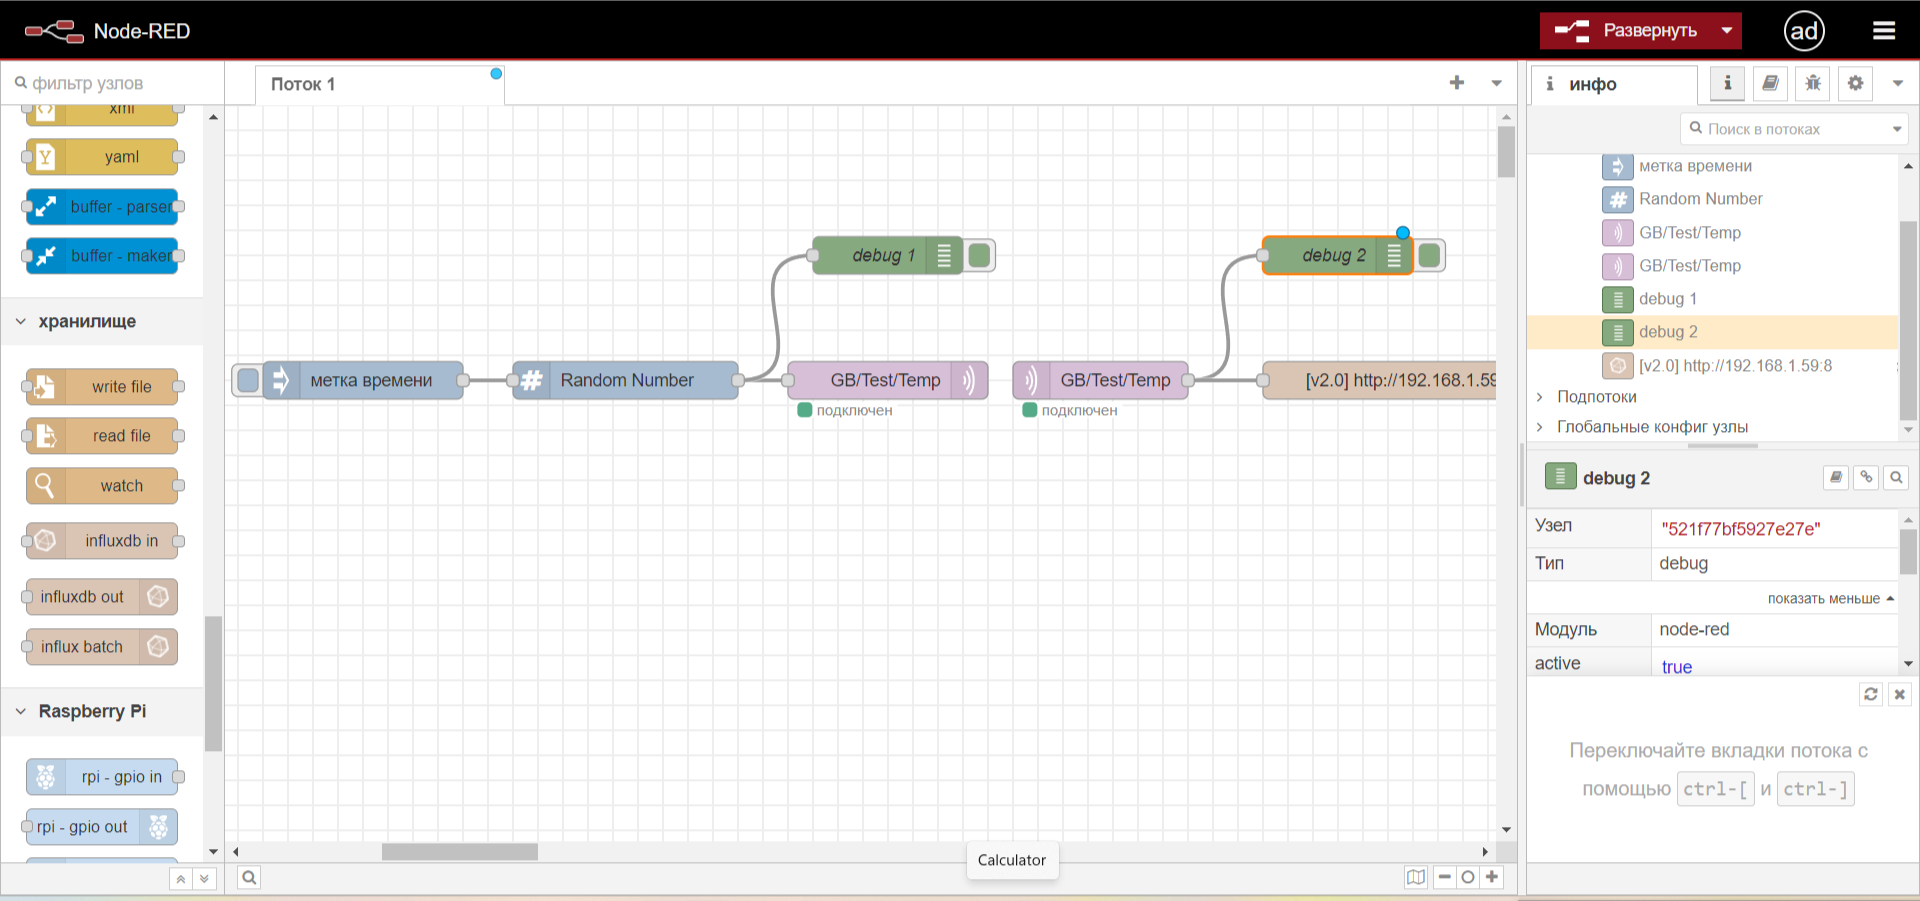 Node-RED
Развернуть
ad
фильтр узлов
Поток 1
инфо
Поиск в потоках
xml
yaml
buffer - parser
buffer - maker
хранилище
write file
read file
watch
influxdb in
influxdb out
influx batch
Raspberry Pi
rpi - gpio in
rpi - gpio out
debug 1
debug 2
метка времени
Random Number
GB/Test/Temp
подключен
GB/Test/Temp
подключен
[v2.0] http://192.168.1.59
Calculator
метка времени
Random Number
GB/Test/Temp
GB/Test/Temp
debug 1
debug 2
[v2.0] http://192.168.1.59:8
Подпотоки
Глобальные конфиг узлы
debug 2
Узел "521f77bf5927e27e"
Тип debug
показать меньше
Модуль node-red
active true
Переключайте вкладки потока с
помощью ctrl-[ и ctrl-]